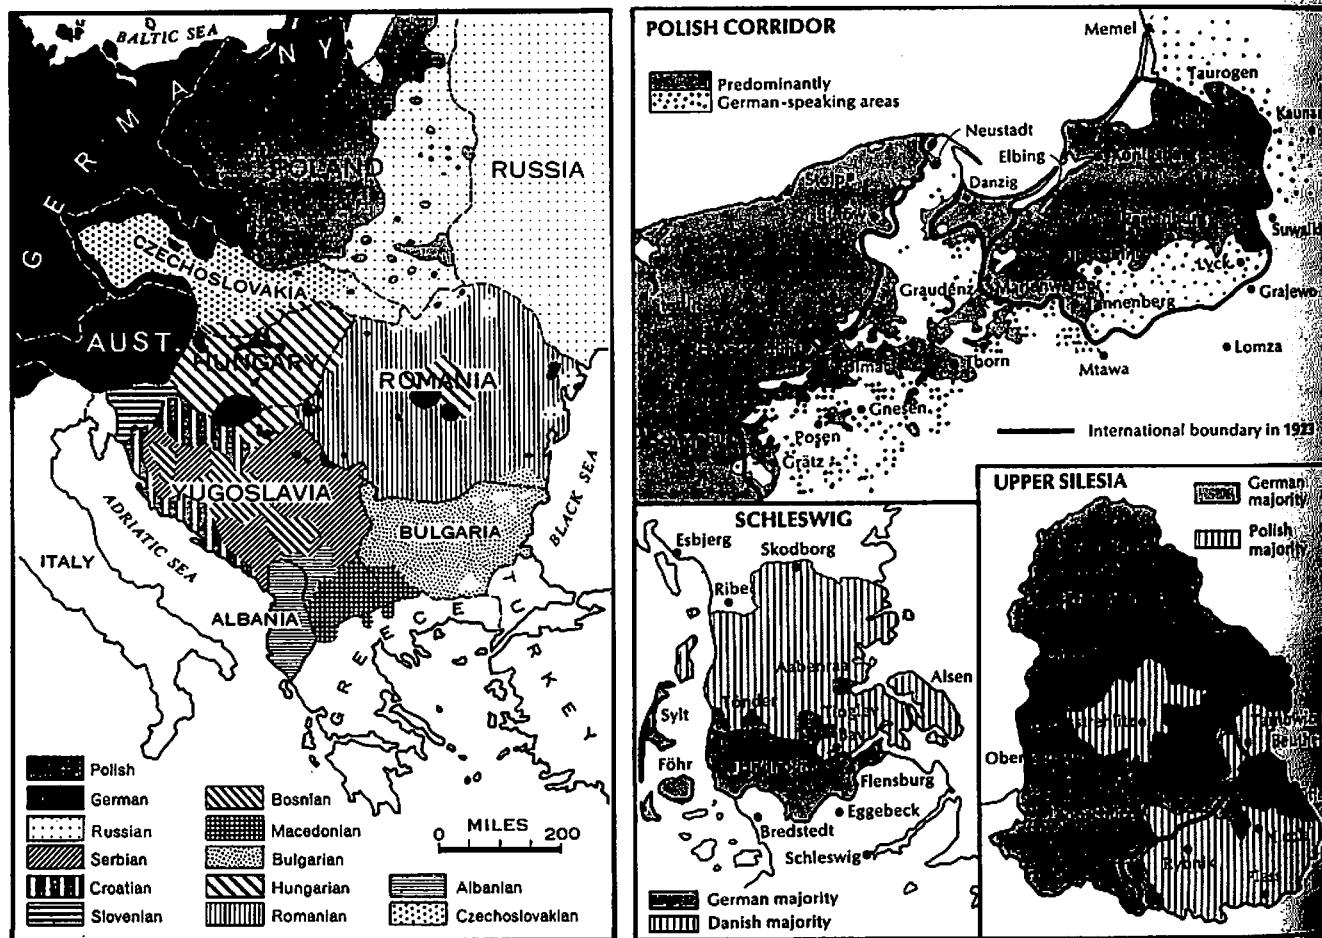 BALTIC SEA
GERMANY
POLAND
RUSSIA
CZECHOSLOVAKIA
AUST.
HUNGARY
ROMANIA
YUGOSLAVIA
ADRIATIC SEA
BLACK SEA
BULGARIA
ITALY
ALBANIA
GREECE
TURKEY
Polish
German
Russian
Serbian
Croatian
Slovenian
Bosnian
Macedonian
Bulgarian
Hungarian
Romanian
Albanian
Czechoslovakian
MILES
0 200
POLISH CORRIDOR
Predominantly
German-speaking areas
Memel
Taurogen
Neustadt
Elbing
Danzig
Graudenz
Marienwerder
Tannenberg
Lyck
Grajewo
Lomza
Thorn
Mtawa
Gnesen
Posen
Grätz
International boundary in 1923
SCHLESWIG
Esbjerg
Skodborg
Ribe
Aabenraa
Alsen
Sylt
Tönder
Föhr
Flensburg
Eggebeck
Bredstedt
Schleswig
German majority
Danish majority
UPPER SILESIA
German
majority
Polish
majority
Rybnik